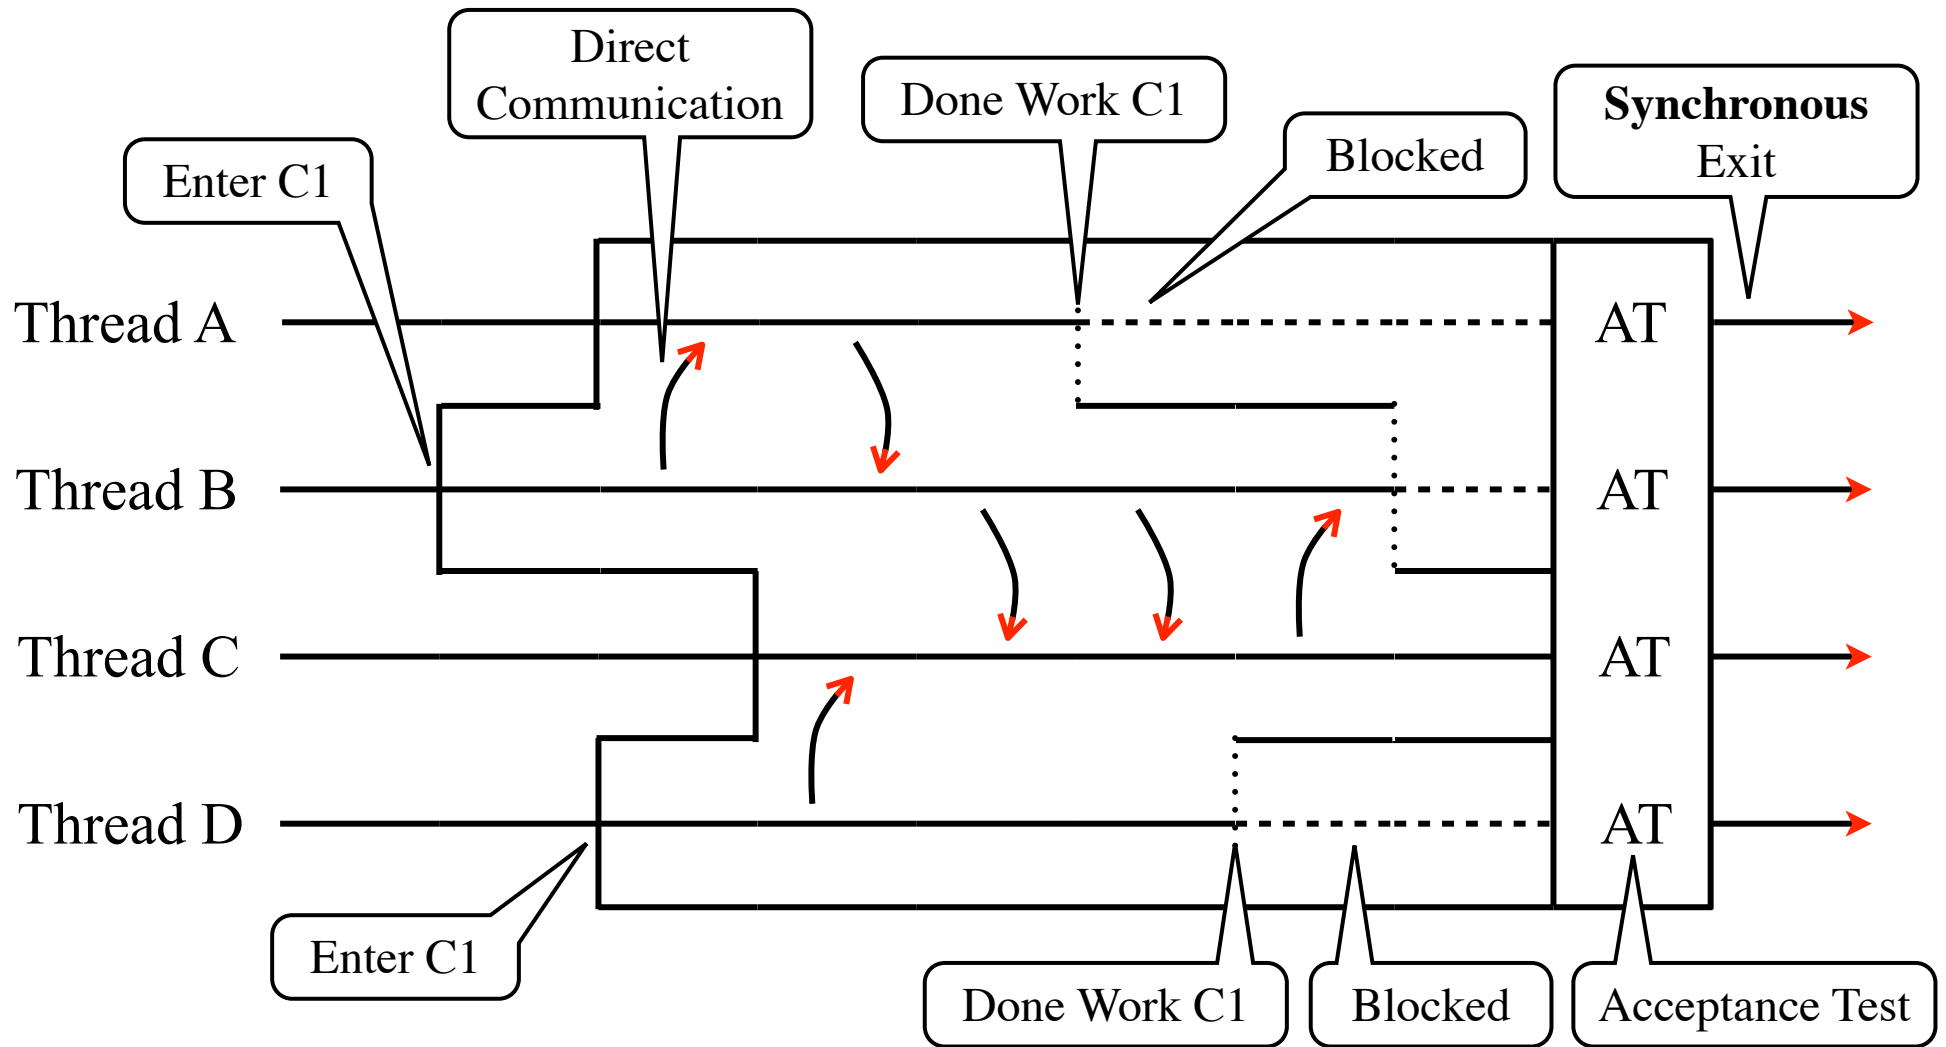 Direct
Communication
Done Work C1
Synchronous
Exit
Blocked
Enter C1
Thread A
AT
Thread B
AT
Thread C
AT
Thread D
AT
Enter C1
Done Work C1
Blocked
Acceptance Test